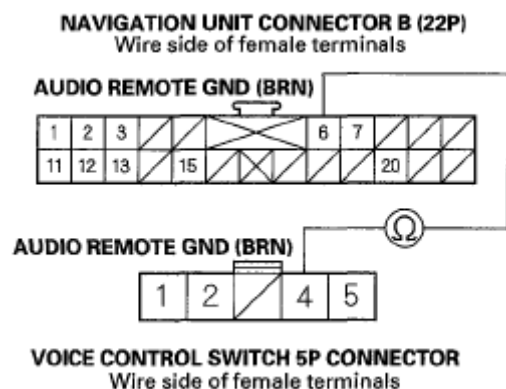 NAVIGATION UNIT CONNECTOR B (22P)
Wire side of female terminals
AUDIO REMOTE GND (BRN)
1 2 3 6 7
11 12 13 15 20
Ω
AUDIO REMOTE GND (BRN)
1 2 4 5
VOICE CONTROL SWITCH 5P CONNECTOR
Wire side of female terminals